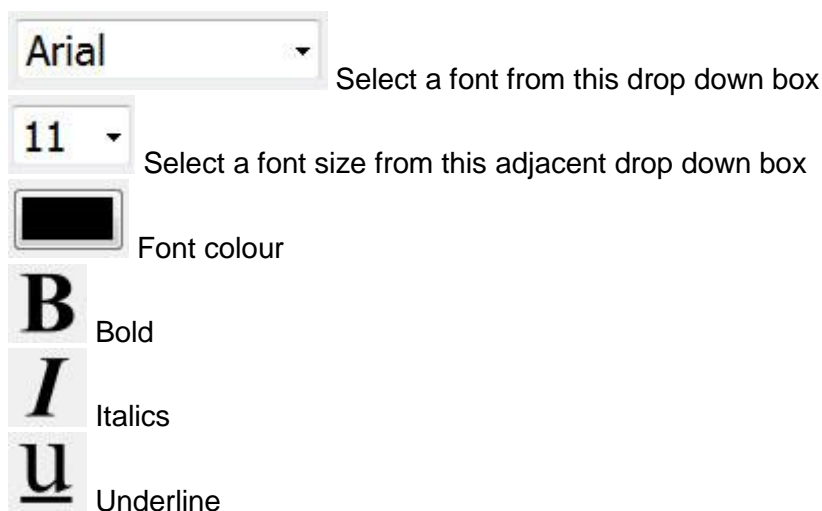 Arial Select a font from this drop down box
11 Select a font size from this adjacent drop down box
Font colour
B Bold
I Italics
u Underline